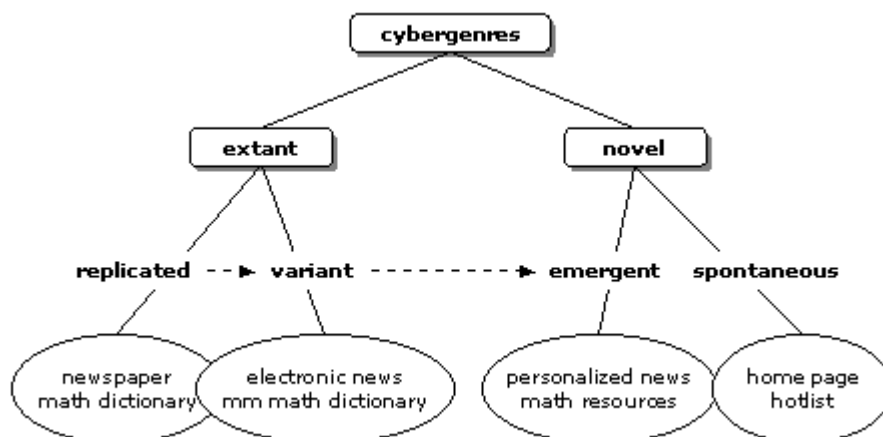 cybergenres
extant
novel
replicated
variant
emergent
spontaneous
newspaper
math dictionary
electronic news
mm math dictionary
personalized news
math resources
home page
hotlist